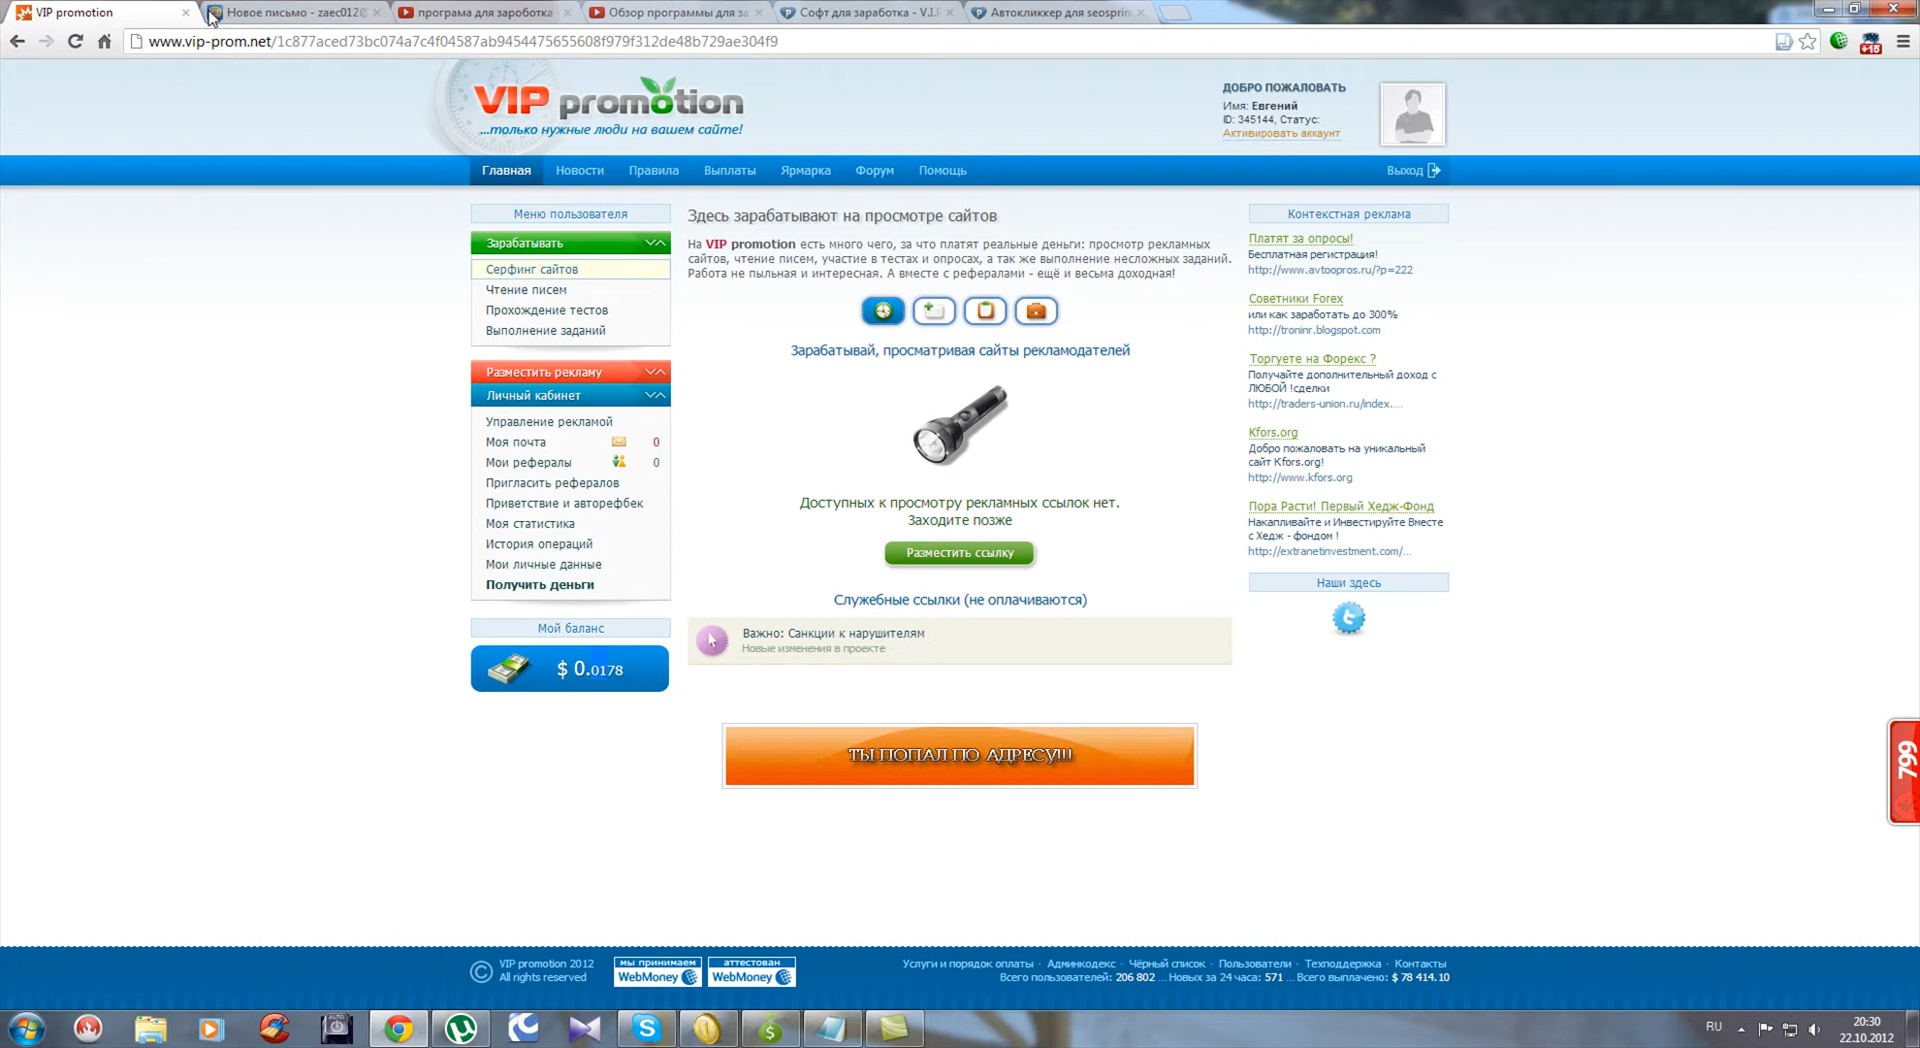 VIP promotion
Новое письмо - zaec012@
програма для зароботка
Обзор программы для за
Софт для заработка - V.I.P
Автокликкер для seosprin
www.vip-prom.net/1c877aced73bc074a7c4f04587ab9454475655608f979f312de48b729ae304f9
+15
VIP promotion
...только нужные люди на вашем сайте!
ДОБРО ПОЖАЛОВАТЬ
Имя: Евгений
ID: 345144, Статус:
Активировать аккаунт
Главная
Новости
Правила
Выплаты
Ярмарка
Форум
Помощь
Выход
Меню пользователя
Зарабатывать
Серфинг сайтов
Чтение писем
Прохождение тестов
Выполнение заданий
Разместить рекламу
Личный кабинет
Управление рекламой
Моя почта 0
Мои рефералы 0
Пригласить рефералов
Приветствие и авторефбек
Моя статистика
История операций
Мои личные данные
Получить деньги
Мой баланс
$ 0.0178
Здесь зарабатывают на просмотре сайтов
На VIP promotion есть много чего, за что платят реальные деньги: просмотр рекламных
сайтов, чтение писем, участие в тестах и опросах, а так же выполнение несложных заданий.
Работа не пыльная и интересная. А вместе с рефералами - ещё и весьма доходная!
Зарабатывай, просматривая сайты рекламодателей
Доступных к просмотру рекламных ссылок нет.
Заходите позже
Разместить ссылку
Служебные ссылки (не оплачиваются)
Важно: Санкции к нарушителям
Новые изменения в проекте
ТЫ ПОПАЛ ПО АДРЕСУ!!!
Контекстная реклама
Платят за опросы!
Бесплатная регистрация!
http://www.avtoopros.ru/?p=222
Советники Forex
или как заработать до 300%
http://troninr.blogspot.com
Торгуете на Форекс ?
Получайте дополнительный доход с
ЛЮБОЙ !сделки
http://traders-union.ru/index....
Kfors.org
Добро пожаловать на уникальный
сайт Kfors.org!
http://www.kfors.org
Пора Расти! Первый Хедж-Фонд
Накапливайте и Инвестируйте Вместе
с Хедж - фондом !
http://extranetinvestment.com/...
Наши здесь
799
© VIP promotion 2012
All rights reserved
мы принимаем
WebMoney
аттестован
WebMoney
Услуги и порядок оплаты · Админкодекс · Чёрный список · Пользователи · Техподдержка · Контакты
Всего пользователей: 206 802 ... Новых за 24 часа: 571 ... Всего выплачено: $ 78 414.10
AUTO
RU
20:30
22.10.2012